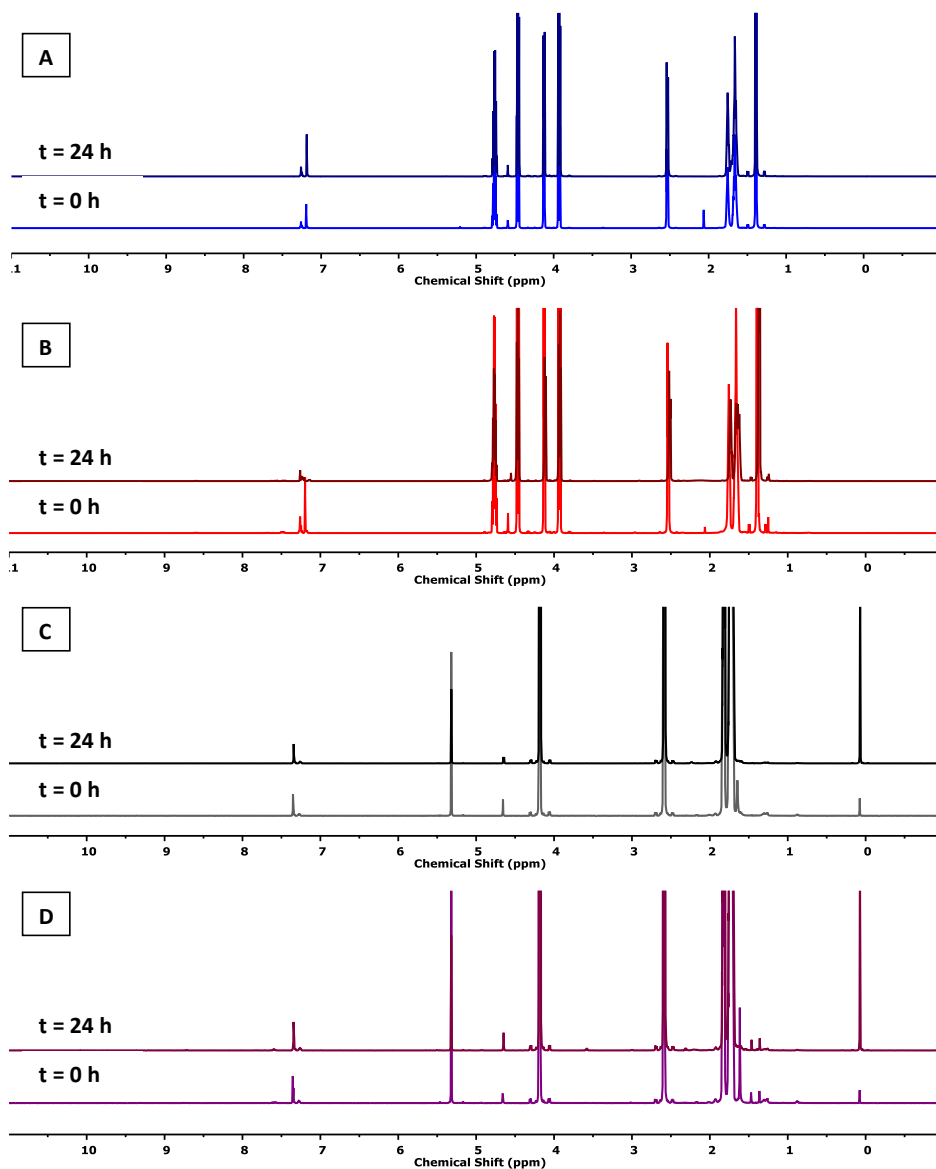 A
t = 24 h
t = 0 h
11 10 9 8 7 6 5 4 3 2 1 0
Chemical Shift (ppm)
B
t = 24 h
t = 0 h
11 10 9 8 7 6 5 4 3 2 1 0
Chemical Shift (ppm)
C
t = 24 h
t = 0 h
10 9 8 7 6 5 4 3 2 1 0
Chemical Shift (ppm)
D
t = 24 h
t = 0 h
10 9 8 7 6 5 4 3 2 1 0
Chemical Shift (ppm)